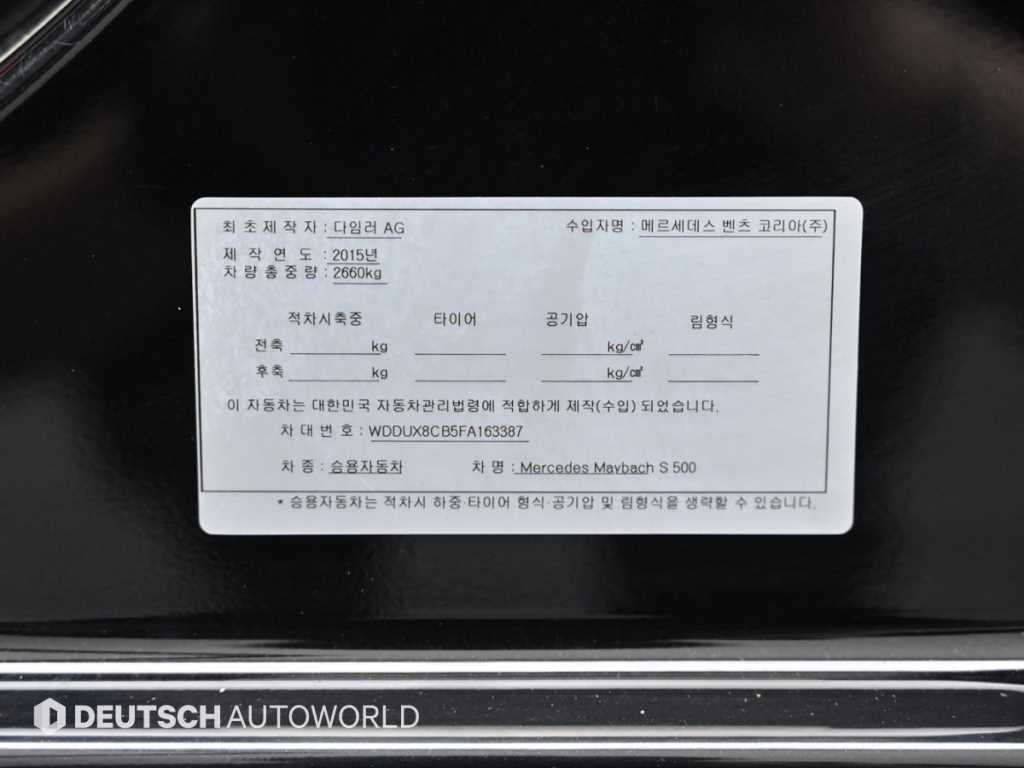 최초제작자 : 다임러 AG 수입자명 : 메르세데스 벤츠 코리아(주)
제 작 연 도 : 2015년
차량총중량 : 2660kg
적차시축중 타이어 공기압 림형식
전축 kg kg/㎠
후축 kg kg/㎠
이 자동차는 대한민국 자동차관리법령에 적합하게 제작(수입) 되었습니다.
차 대 번 호 : WDDUX8CB5FA163387
차 종 : 승용자동차 차 명 : Mercedes Maybach S 500
* 승용자동차는 적차시 하중·타이어 형식·공기압 및 림형식을 생략할 수 있습니다.
DEUTSCH AUTOWORLD